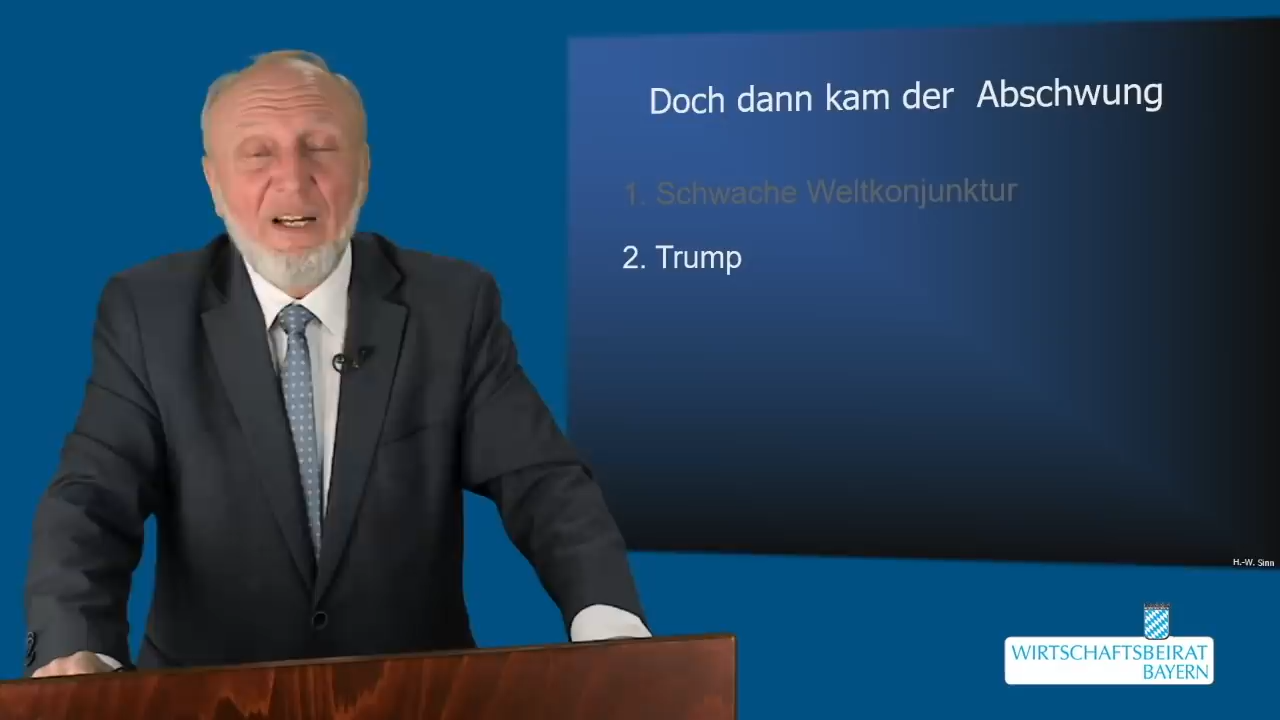 Doch dann kam der Abschwung
1. Schwache Weltkonjunktur
2. Trump
H.-W. Sinn
WIRTSCHAFTSBEIRAT
BAYERN